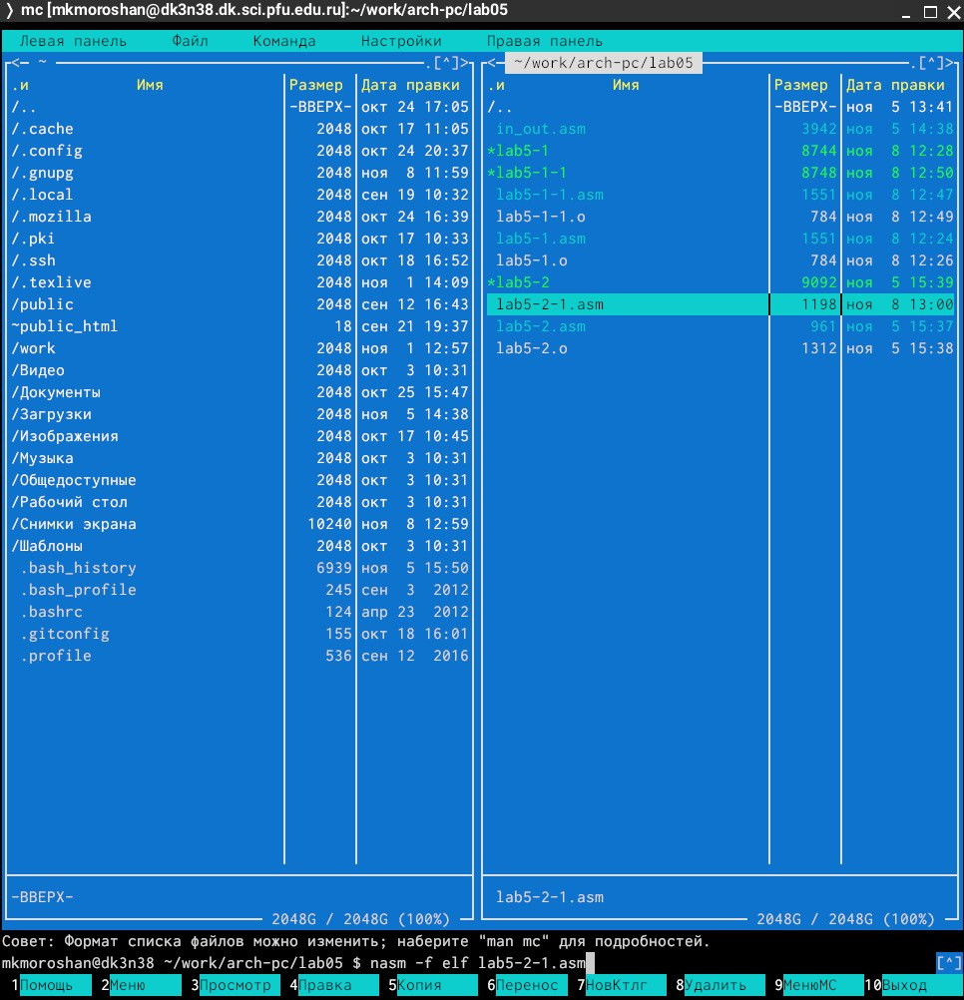 ❭ mc [mkmoroshan@dk3n38.dk.sci.pfu.edu.ru]:~/work/arch-pc/lab05
Левая панель Файл Команда Настройки Правая панель
<─ ~ .[^]>
.и Имя Размер Дата правки
/.. -ВВЕРХ- окт 24 17:05
/.cache 2048 окт 17 11:05
/.config 2048 окт 24 20:37
/.gnupg 2048 ноя 8 11:59
/.local 2048 сен 19 10:32
/.mozilla 2048 окт 24 16:39
/.pki 2048 окт 17 10:33
/.ssh 2048 окт 18 16:52
/.texlive 2048 ноя 1 14:09
/public 2048 сен 12 16:43
~public_html 18 сен 21 19:37
/work 2048 ноя 1 12:57
/Видео 2048 окт 3 10:31
/Документы 2048 окт 25 15:47
/Загрузки 2048 ноя 5 14:38
/Изображения 2048 окт 17 10:45
/Музыка 2048 окт 3 10:31
/Общедоступные 2048 окт 3 10:31
/Рабочий стол 2048 окт 3 10:31
/Снимки экрана 10240 ноя 8 12:59
/Шаблоны 2048 окт 3 10:31
.bash_history 6939 ноя 5 15:50
.bash_profile 245 сен 3 2012
.bashrc 124 апр 23 2012
.gitconfig 155 окт 18 16:01
.profile 536 сен 12 2016
-ВВЕРХ-
2048G / 2048G (100%)
<─ ~/work/arch-pc/lab05 .[^]>
.и Имя Размер Дата правки
/.. -ВВЕРХ- ноя 5 13:41
in_out.asm 3942 ноя 5 14:38
*lab5-1 8744 ноя 8 12:28
*lab5-1-1 8748 ноя 8 12:50
lab5-1-1.asm 1551 ноя 8 12:47
lab5-1-1.o 784 ноя 8 12:49
lab5-1.asm 1551 ноя 8 12:24
lab5-1.o 784 ноя 8 12:26
*lab5-2 9092 ноя 5 15:39
lab5-2-1.asm 1198 ноя 8 13:00
lab5-2.asm 961 ноя 5 15:37
lab5-2.o 1312 ноя 5 15:38
lab5-2-1.asm
2048G / 2048G (100%)
Совет: Формат списка файлов можно изменить; наберите "man mc" для подробностей.
mkmoroshan@dk3n38 ~/work/arch-pc/lab05 $ nasm -f elf lab5-2-1.asm [^]
1Помощь 2Меню 3Просмотр 4Правка 5Копия 6Перенос 7НовКтлг 8Удалить 9МенюМС 10Выход